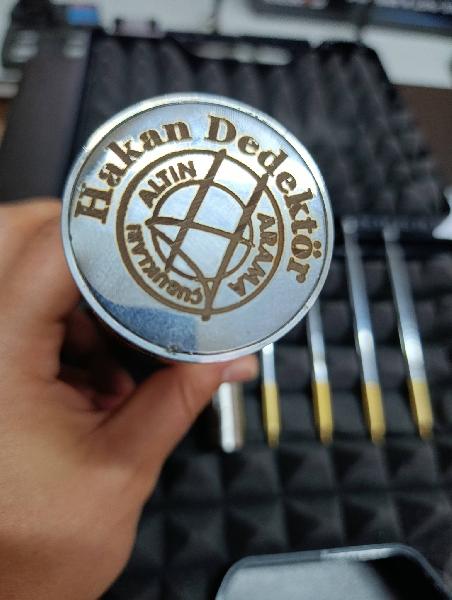 Hakan Dedektör
ALTIN
ARAMA
ÇUBUKLARI